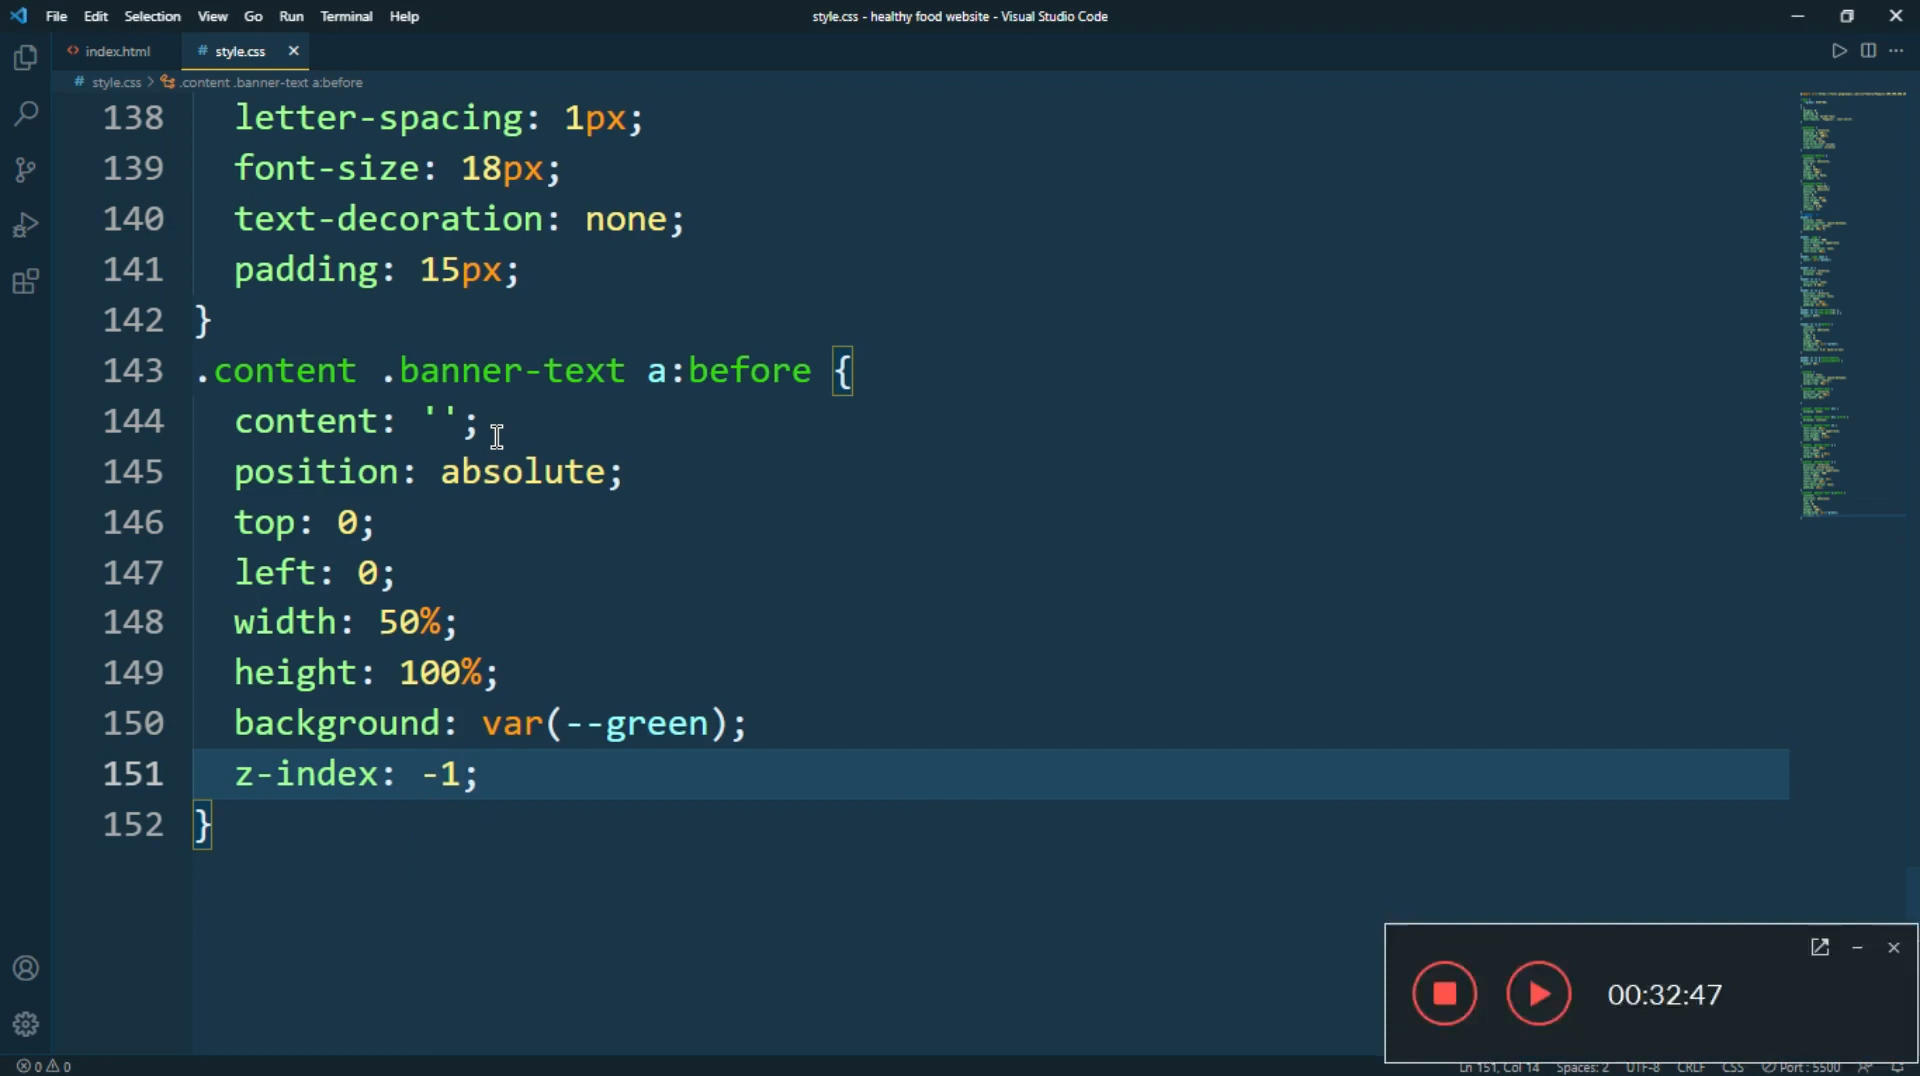 File Edit Selection View Go Run Terminal Help
style.css - healthy food website - Visual Studio Code
index.html
# style.css
# style.css > .content .banner-text a:before
138 letter-spacing: 1px;
139 font-size: 18px;
140 text-decoration: none;
141 padding: 15px;
142 }
143 .content .banner-text a:before {
144 content: '';
145 position: absolute;
146 top: 0;
147 left: 0;
148 width: 50%;
149 height: 100%;
150 background: var(--green);
151 z-index: -1;
152 }
00:32:47
0 0
Ln 151, Col 14 Spaces: 2 UTF-8 CRLF CSS Port : 5500